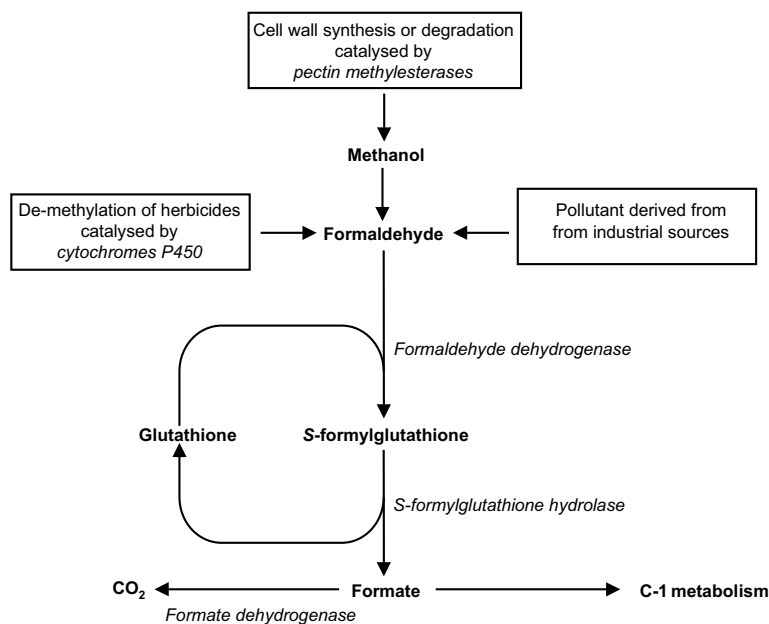 Cell wall synthesis or degradation
catalysed by
pectin methylesterases
Methanol
De-methylation of herbicides
catalysed by
cytochromes P450
Formaldehyde
Pollutant derived from
from industrial sources
Formaldehyde dehydrogenase
Glutathione
S-formylglutathione
S-formylglutathione hydrolase
CO₂
Formate
C-1 metabolism
Formate dehydrogenase